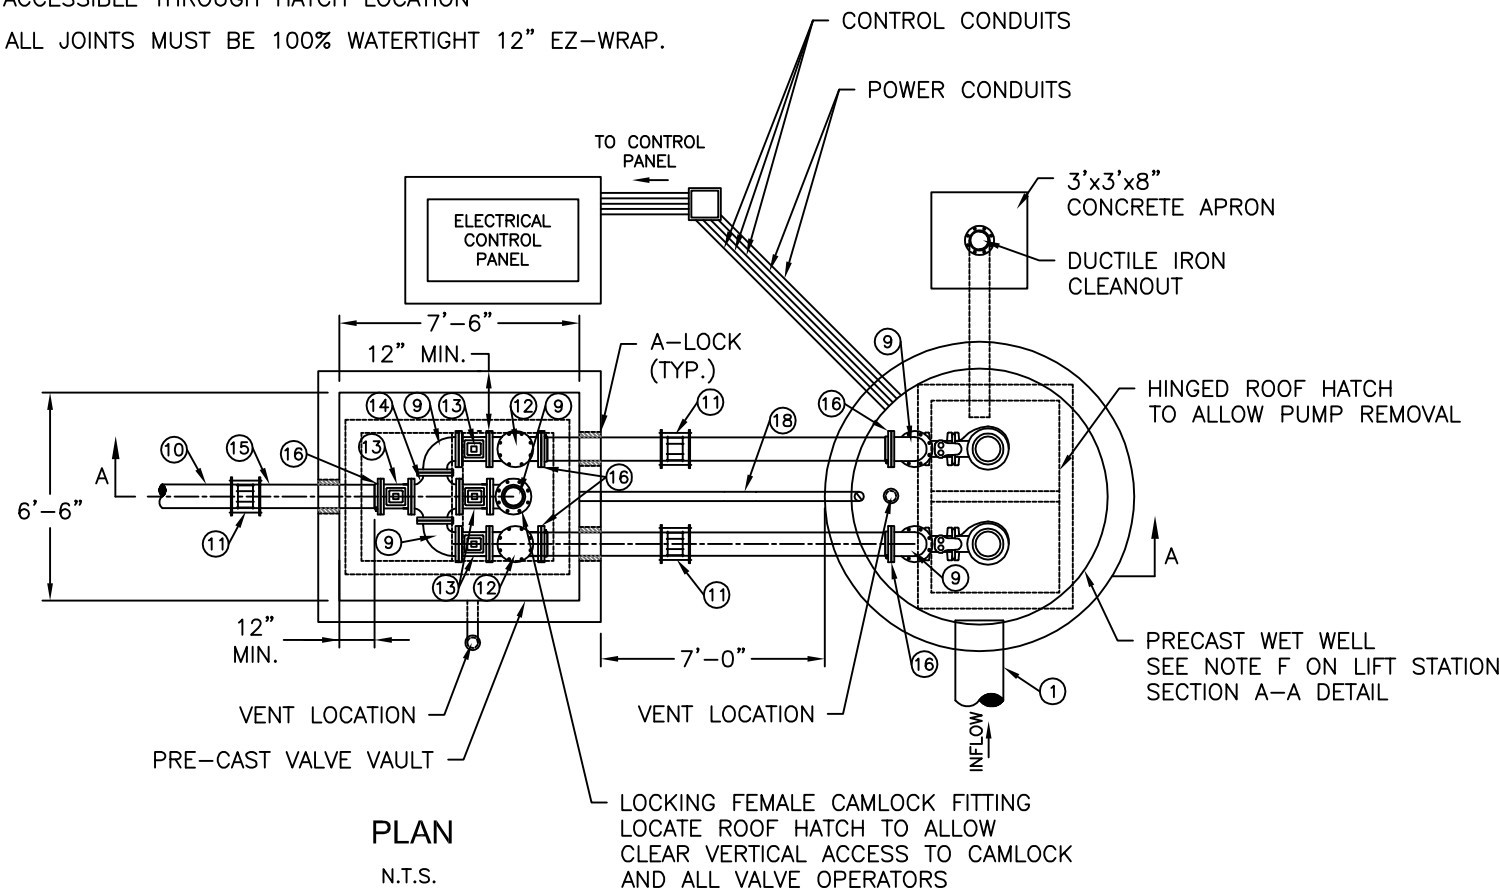 ACCESSIBLE THROUGH HATCH LOCATION
ALL JOINTS MUST BE 100% WATERTIGHT 12" EZ-WRAP.
CONTROL CONDUITS
POWER CONDUITS
TO CONTROL
PANEL
3'x3'x8"
CONCRETE APRON
ELECTRICAL
CONTROL
PANEL
DUCTILE IRON
CLEANOUT
7'-6"
12" MIN.
A-LOCK
(TYP.)
9
HINGED ROOF HATCH
TO ALLOW PUMP REMOVAL
14
9
13
12
9
11
16
18
10
15
16
13
A
16
6'-6"
11
9
13
12
11
9
A
12"
MIN.
7'-0"
16
PRECAST WET WELL
SEE NOTE F ON LIFT STATION
SECTION A-A DETAIL
1
VENT LOCATION
VENT LOCATION
INFLOW
PRE-CAST VALVE VAULT
LOCKING FEMALE CAMLOCK FITTING
LOCATE ROOF HATCH TO ALLOW
CLEAR VERTICAL ACCESS TO CAMLOCK
AND ALL VALVE OPERATORS
PLAN
N.T.S.